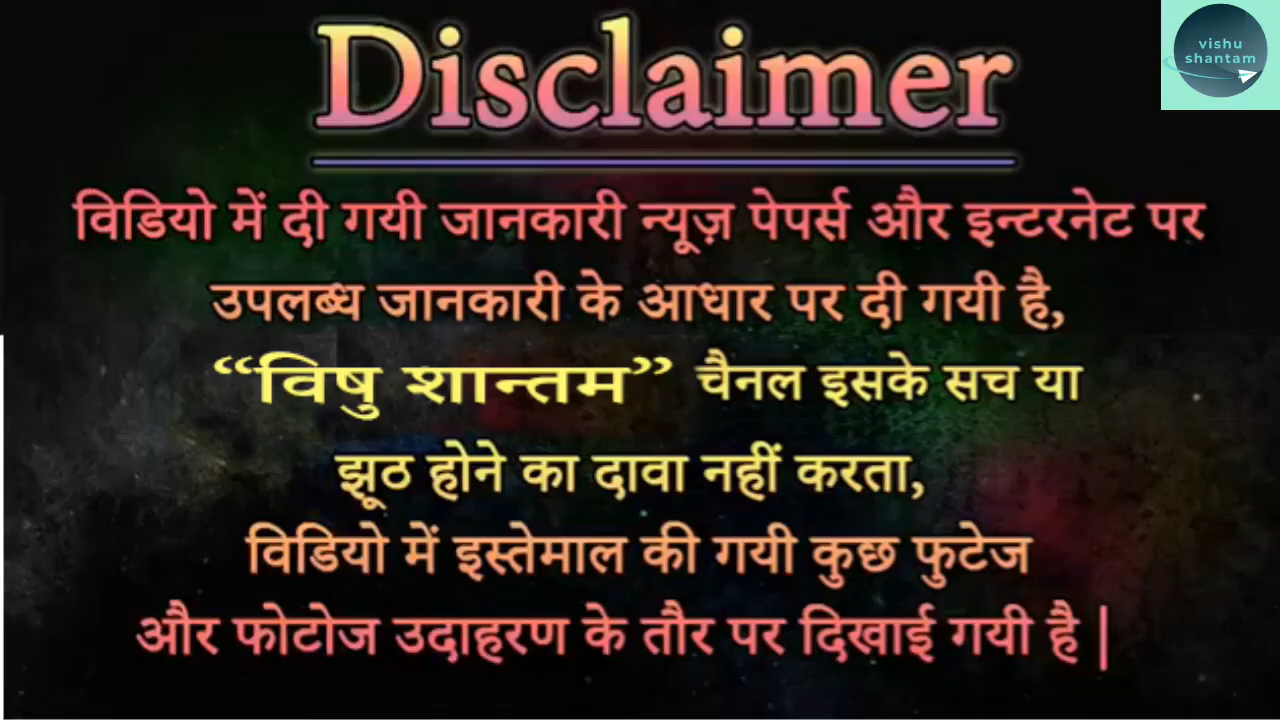 Disclaimer
vishu
shantam
विडियो में दी गयी जानकारी न्यूज़ पेपर्स और इन्टरनेट पर
उपलब्ध जानकारी के आधार पर दी गयी है,
“विषु शान्तम” चैनल इसके सच या
झूठ होने का दावा नहीं करता,
विडियो में इस्तेमाल की गयी कुछ फुटेज
और फोटोज उदाहरण के तौर पर दिखाई गयी है |